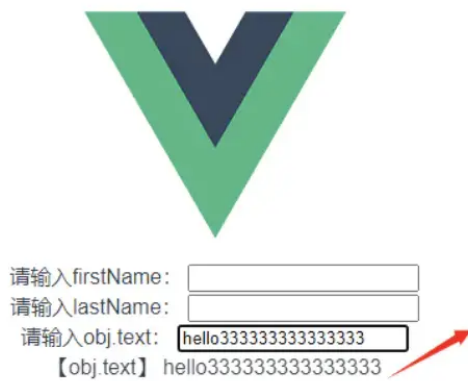 请输入firstName：
请输入lastName：
请输入obj.text： hello333333333333333
【obj.text】 hello333333333333333